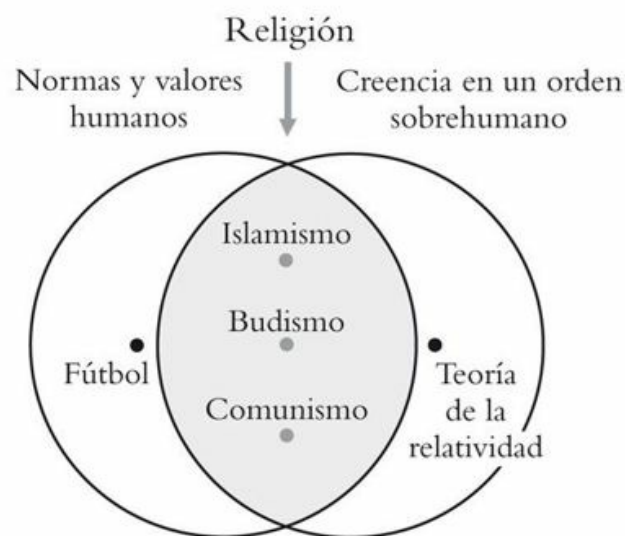 Religión
Normas y valores
humanos
Creencia en un orden
sobrehumano
Islamismo
Budismo
Comunismo
Fútbol
Teoría
de la
relatividad